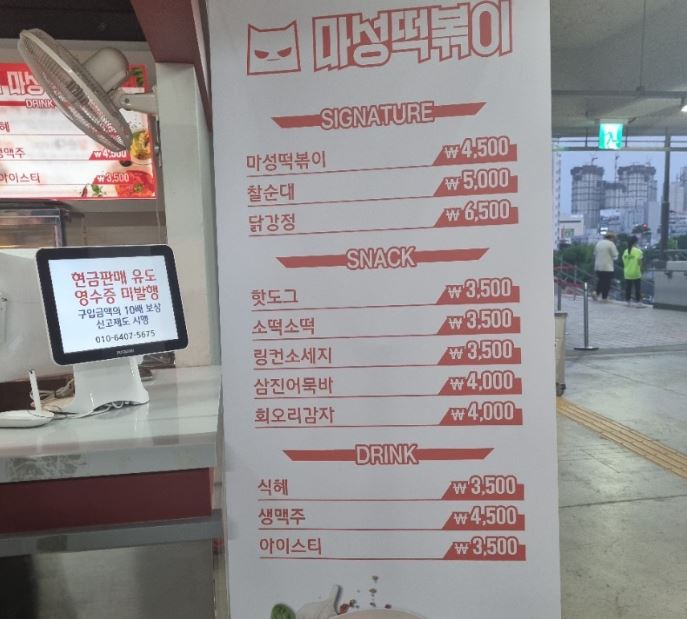 마성떡볶이
SIGNATURE
마성떡볶이 ₩4,500
찰순대 ₩5,000
닭강정 ₩6,500
SNACK
핫도그 ₩3,500
소떡소떡 ₩3,500
링컨소세지 ₩3,500
삼진어묵바 ₩4,000
회오리감자 ₩4,000
DRINK
식혜 ₩3,500
생맥주 ₩4,500
아이스티 ₩3,500
마성
DRINK
식혜
생맥주 ₩4,500
아이스티 ₩3,500
현금판매 유도
영수증 미발행
구입금액의 10배 보상
신고제도 시행
010-6407-5675